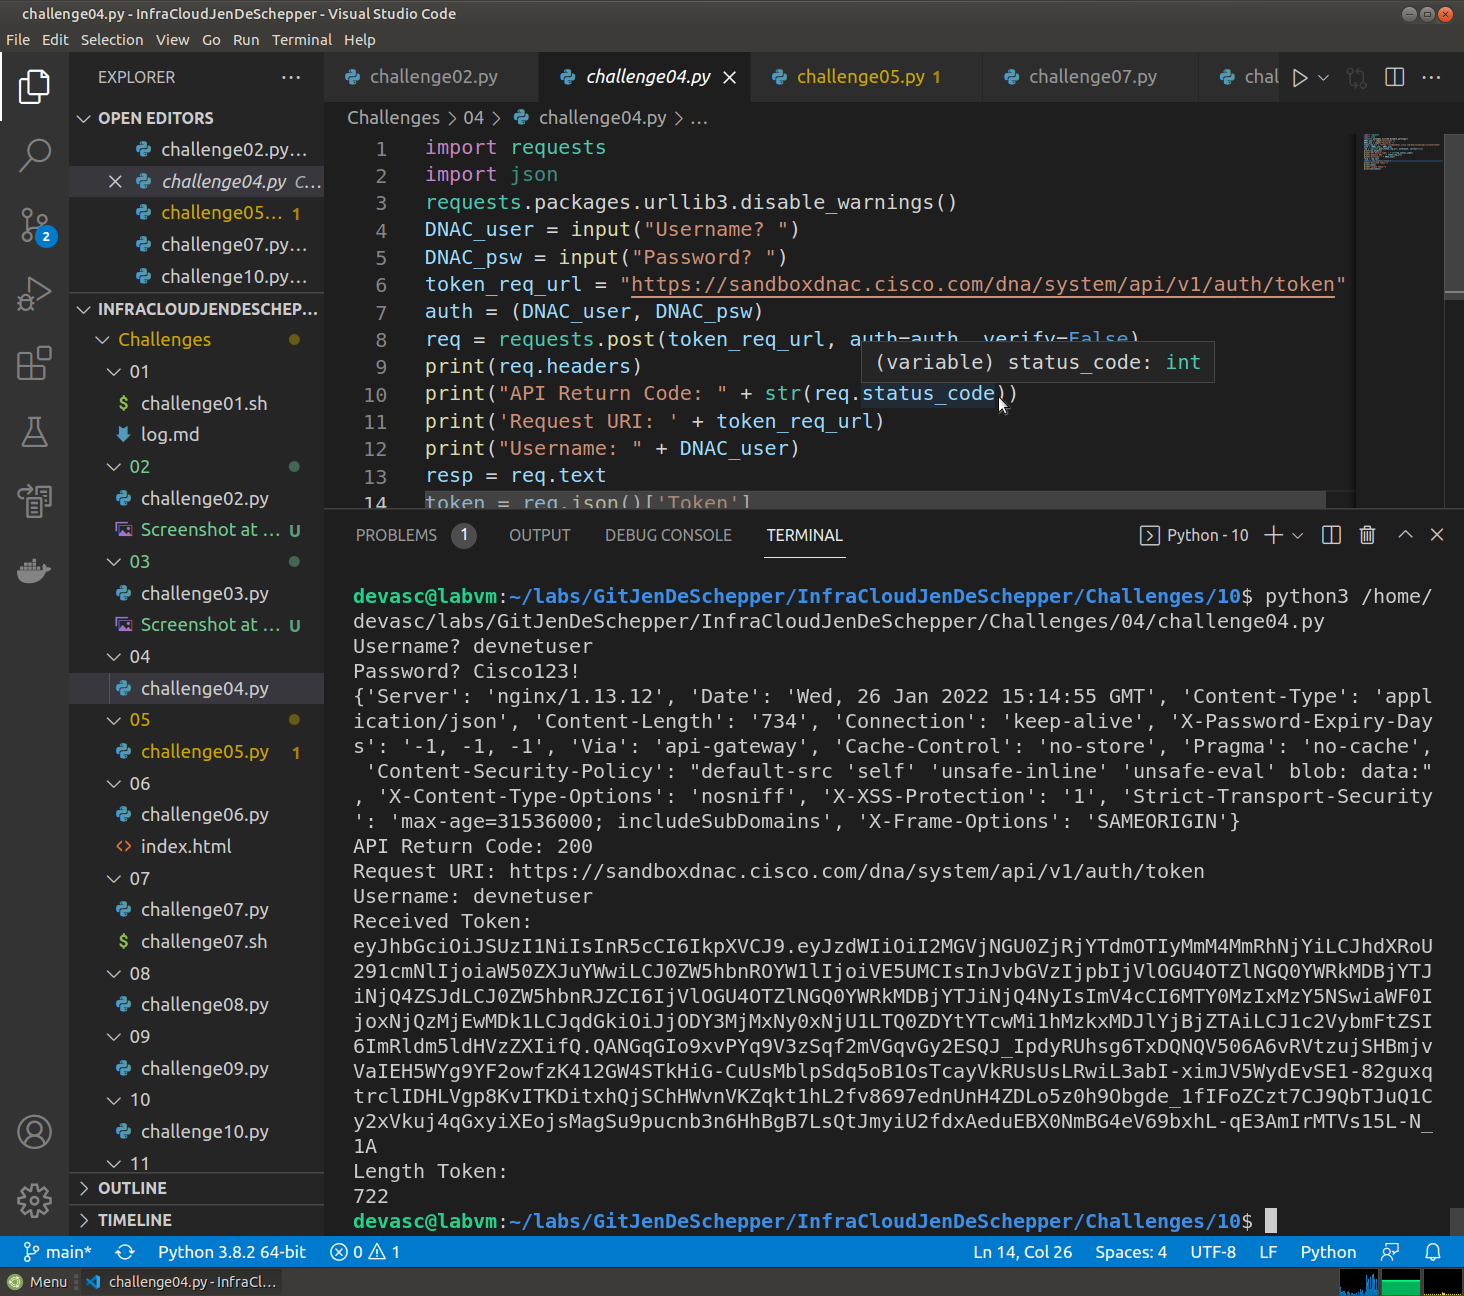 challenge04.py - InfraCloudJenDeSchepper - Visual Studio Code
File Edit Selection View Go Run Terminal Help
EXPLORER ...
challenge02.py challenge04.py challenge05.py 1 challenge07.py chal
OPEN EDITORS
Challenges > 04 > challenge04.py > ...
challenge02.py...
challenge04.py C...
challenge05... 1
challenge07.py...
challenge10.py...
2
INFRACLOUDJENDESCHEP...
Challenges
01
challenge01.sh
log.md
02
challenge02.py
Screenshot at ... U
03
challenge03.py
Screenshot at ... U
04
challenge04.py
05
challenge05.py 1
06
challenge06.py
index.html
07
challenge07.py
challenge07.sh
08
challenge08.py
09
challenge09.py
10
challenge10.py
11
OUTLINE
TIMELINE
1 import requests
2 import json
3 requests.packages.urllib3.disable_warnings()
4 DNAC_user = input("Username? ")
5 DNAC_psw = input("Password? ")
6 token_req_url = "https://sandboxdnac.cisco.com/dna/system/api/v1/auth/token"
7 auth = (DNAC_user, DNAC_psw)
8 req = requests.post(token_req_url, auth=auth, verify=False)
(variable) status_code: int
9 print(req.headers)
10 print("API Return Code: " + str(req.status_code))
11 print('Request URI: ' + token_req_url)
12 print("Username: " + DNAC_user)
13 resp = req.text
14 token = req.json()['Token']
PROBLEMS 1 OUTPUT DEBUG CONSOLE TERMINAL Python - 10
devasc@labvm:~/labs/GitJenDeSchepper/InfraCloudJenDeSchepper/Challenges/10$ python3 /home/
devasc/labs/GitJenDeSchepper/InfraCloudJenDeSchepper/Challenges/04/challenge04.py
Username? devnetuser
Password? Cisco123!
{'Server': 'nginx/1.13.12', 'Date': 'Wed, 26 Jan 2022 15:14:55 GMT', 'Content-Type': 'appl
ication/json', 'Content-Length': '734', 'Connection': 'keep-alive', 'X-Password-Expiry-Day
s': '-1, -1, -1', 'Via': 'api-gateway', 'Cache-Control': 'no-store', 'Pragma': 'no-cache',
'Content-Security-Policy': "default-src 'self' 'unsafe-inline' 'unsafe-eval' blob: data:"
, 'X-Content-Type-Options': 'nosniff', 'X-XSS-Protection': '1', 'Strict-Transport-Security
': 'max-age=31536000; includeSubDomains', 'X-Frame-Options': 'SAMEORIGIN'}
API Return Code: 200
Request URI: https://sandboxdnac.cisco.com/dna/system/api/v1/auth/token
Username: devnetuser
Received Token:
eyJhbGciOiJSUzI1NiIsInR5cCI6IkpXVCJ9.eyJzdWIiOiI2MGVjNGU0ZjRjYTdmOTIyMmM4MmRhNjYiLCJhdXRoU
291cmNlIjoiaW50ZXJuYWwiLCJ0ZW5hbnROYW1lIjoiVE5UMCIsInJvbGVzIjpbIjVlOGU4OTZlNGQ0YWRkMDBjYTJ
iNjQ4ZSJdLCJ0ZW5hbnRJZCI6IjVlOGU4OTZlNGQ0YWRkMDBjYTJiNjQ4NyIsImV4cCI6MTY0MzIxMzY5NSwiaWF0I
joxNjQzMjEwMDk1LCJqdGkiOiJjODY3MjMxNy0xNjU1LTQ0ZDYtYTcwMi1hMzkxMDJlYjBjZTAiLCJ1c2VybmFtZSI
6ImRldm5ldHVzZXIifQ.QANGqGIo9xvPYq9V3zSqf2mVGqvGy2ESQJ_IpdyRUhsg6TxDQNQV506A6vRVtzujSHBmjv
VaIEH5WYg9YF2owfzK412GW4STkHiG-CuUsMblpSdq5oB1OsTcayVkRUsUsLRwiL3abI-ximJV5WydEvSE1-82guxq
trclIDHLVgp8KvITKDitxhQjSChHWvnVKZqkt1hL2fv8697ednUnH4ZDLo5z0h9Obgde_1fIFoZCzt7CJ9QbTJuQ1C
y2xVkuj4qGxyiXEojsMagSu9pucnb3n6HhBgB7LsQtJmyiU2fdxAeduEBX0NmBG4eV69bxhL-qE3AmIrMTVs15L-N_
1A
Length Token:
722
devasc@labvm:~/labs/GitJenDeSchepper/InfraCloudJenDeSchepper/Challenges/10$
main* Python 3.8.2 64-bit 0 1 Ln 14, Col 26 Spaces: 4 UTF-8 LF Python
Menu challenge04.py - InfraCl...